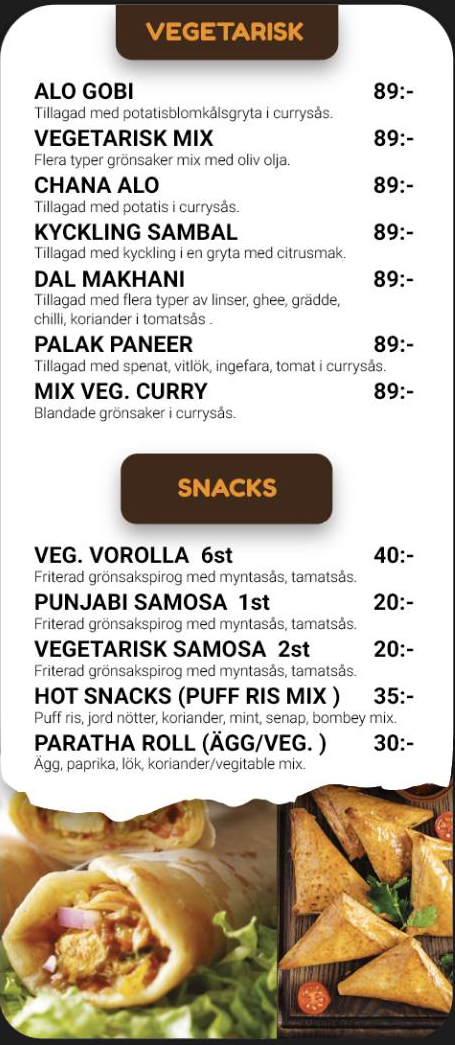 VEGETARISK
ALO GOBI 89:-
Tillagad med potatisblomkålsgryta i currysås.
VEGETARISK MIX 89:-
Flera typer grönsaker mix med oliv olja.
CHANA ALO 89:-
Tillagad med potatis i currysås.
KYCKLING SAMBAL 89:-
Tillagad med kyckling i en gryta med citrusmak.
DAL MAKHANI 89:-
Tillagad med flera typer av linser, ghee, grädde,
chilli, koriander i tomatsås .
PALAK PANEER 89:-
Tillagad med spenat, vitlök, ingefara, tomat i currysås.
MIX VEG. CURRY 89:-
Blandade grönsaker i currysås.
SNACKS
VEG. VOROLLA 6st 40:-
Friterad grönsakspirog med myntasås, tamatsås.
PUNJABI SAMOSA 1st 20:-
Friterad grönsakspirog med myntasås, tamatsås.
VEGETARISK SAMOSA 2st 20:-
Friterad grönsakspirog med myntasås, tamatsås.
HOT SNACKS (PUFF RIS MIX ) 35:-
Puff ris, jord nötter, koriander, mint, senap, bombey mix.
PARATHA ROLL (ÄGG/VEG. ) 30:-
Ägg, paprika, lök, koriander/vegitable mix.